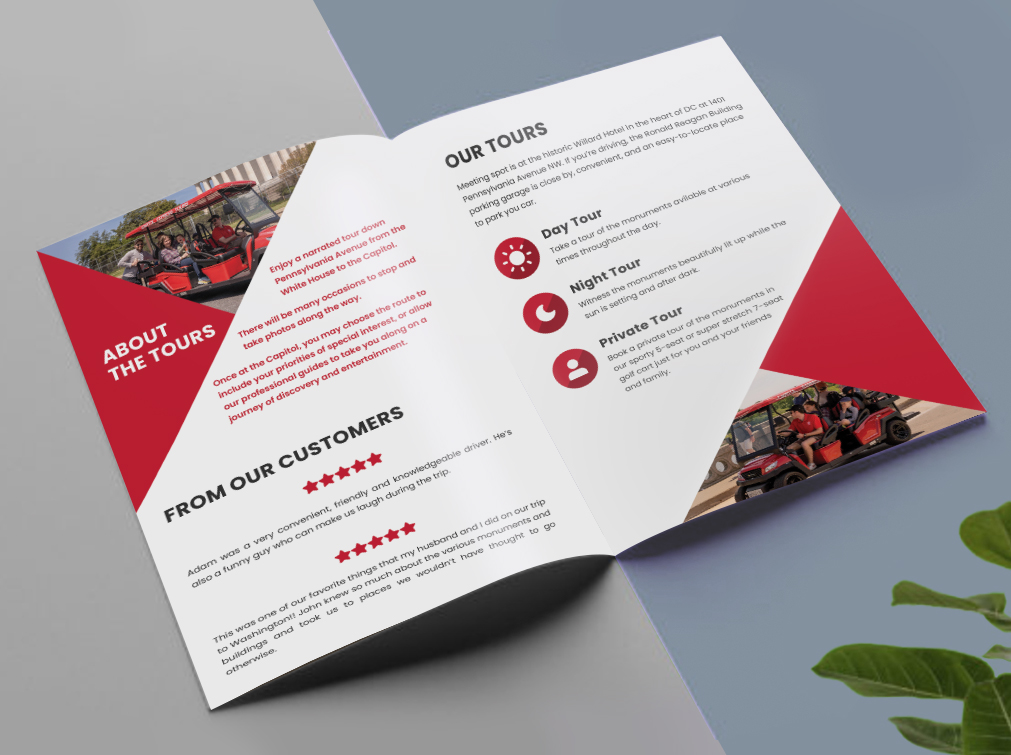 ABOUT
THE TOURS
Enjoy a narrated tour down
Pennsylvania Avenue from the
White House to the Capitol.
There will be many occasions to stop and
take photos along the way.
Once at the Capitol, you may choose the route to
include your priorities of special interest, or allow
our professional guides to take you along on a
journey of discovery and entertainment.
FROM OUR CUSTOMERS
Adam was a very convenient, friendly and knowledgeable driver. He's
also a funny guy who can make us laugh during the trip.
This was one of our favorite things that my husband and I did on our trip
to Washington!! John knew so much about the various monuments and
buildings and took us to places we wouldn't have thought to go
otherwise.
OUR TOURS
Meeting spot is at the historic Willard Hotel in the heart of DC at 1401
Pennsylvania Avenue NW. If you're driving, the Ronald Reagan Building
parking garage is close by, convenient, and an easy-to-locate place
to park you car.
Day Tour
Take a tour of the monuments avilable at various
times throughout the day.
Night Tour
Witness the monuments beautifully lit up while the
sun is setting and after dark.
Private Tour
Book a private tour of the monuments in
our sporty 5-seat or super stretch 7-seat
golf cart just for you and your friends
and family.